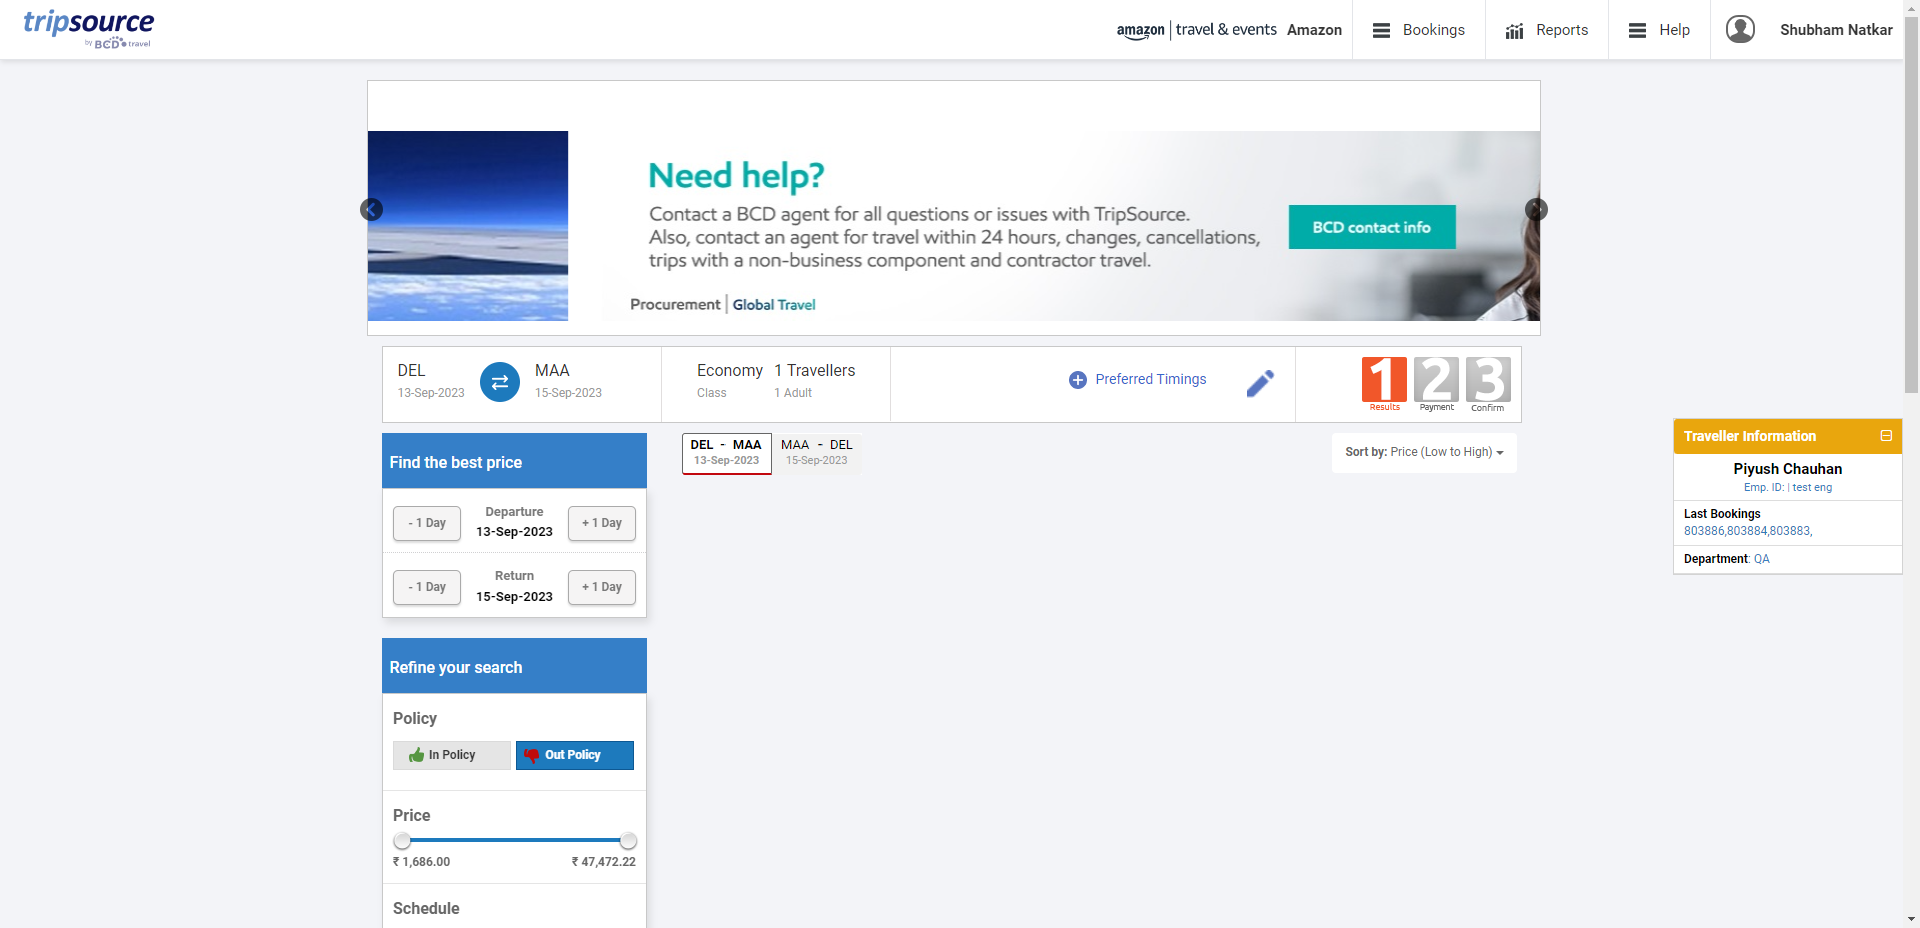 tripsource
by BCD travel
amazon | travel & events Amazon
Bookings
Reports
Help
Shubham Natkar
Need help?
Contact a BCD agent for all questions or issues with TripSource.
Also, contact an agent for travel within 24 hours, changes, cancellations,
trips with a non-business component and contractor travel.
BCD contact info
Procurement | Global Travel
DEL
13-Sep-2023
MAA
15-Sep-2023
Economy
Class
1 Travellers
1 Adult
Preferred Timings
1 2 3
Results Payment Confirm
Find the best price
- 1 Day
Departure
13-Sep-2023
+ 1 Day
- 1 Day
Return
15-Sep-2023
+ 1 Day
DEL - MAA
13-Sep-2023
MAA - DEL
15-Sep-2023
Sort by: Price (Low to High)
Traveller Information
Piyush Chauhan
Emp. ID: | test eng
Last Bookings
803886,803884,803883,
Department: QA
Refine your search
Policy
In Policy
Out Policy
Price
₹ 1,686.00
₹ 47,472.22
Schedule